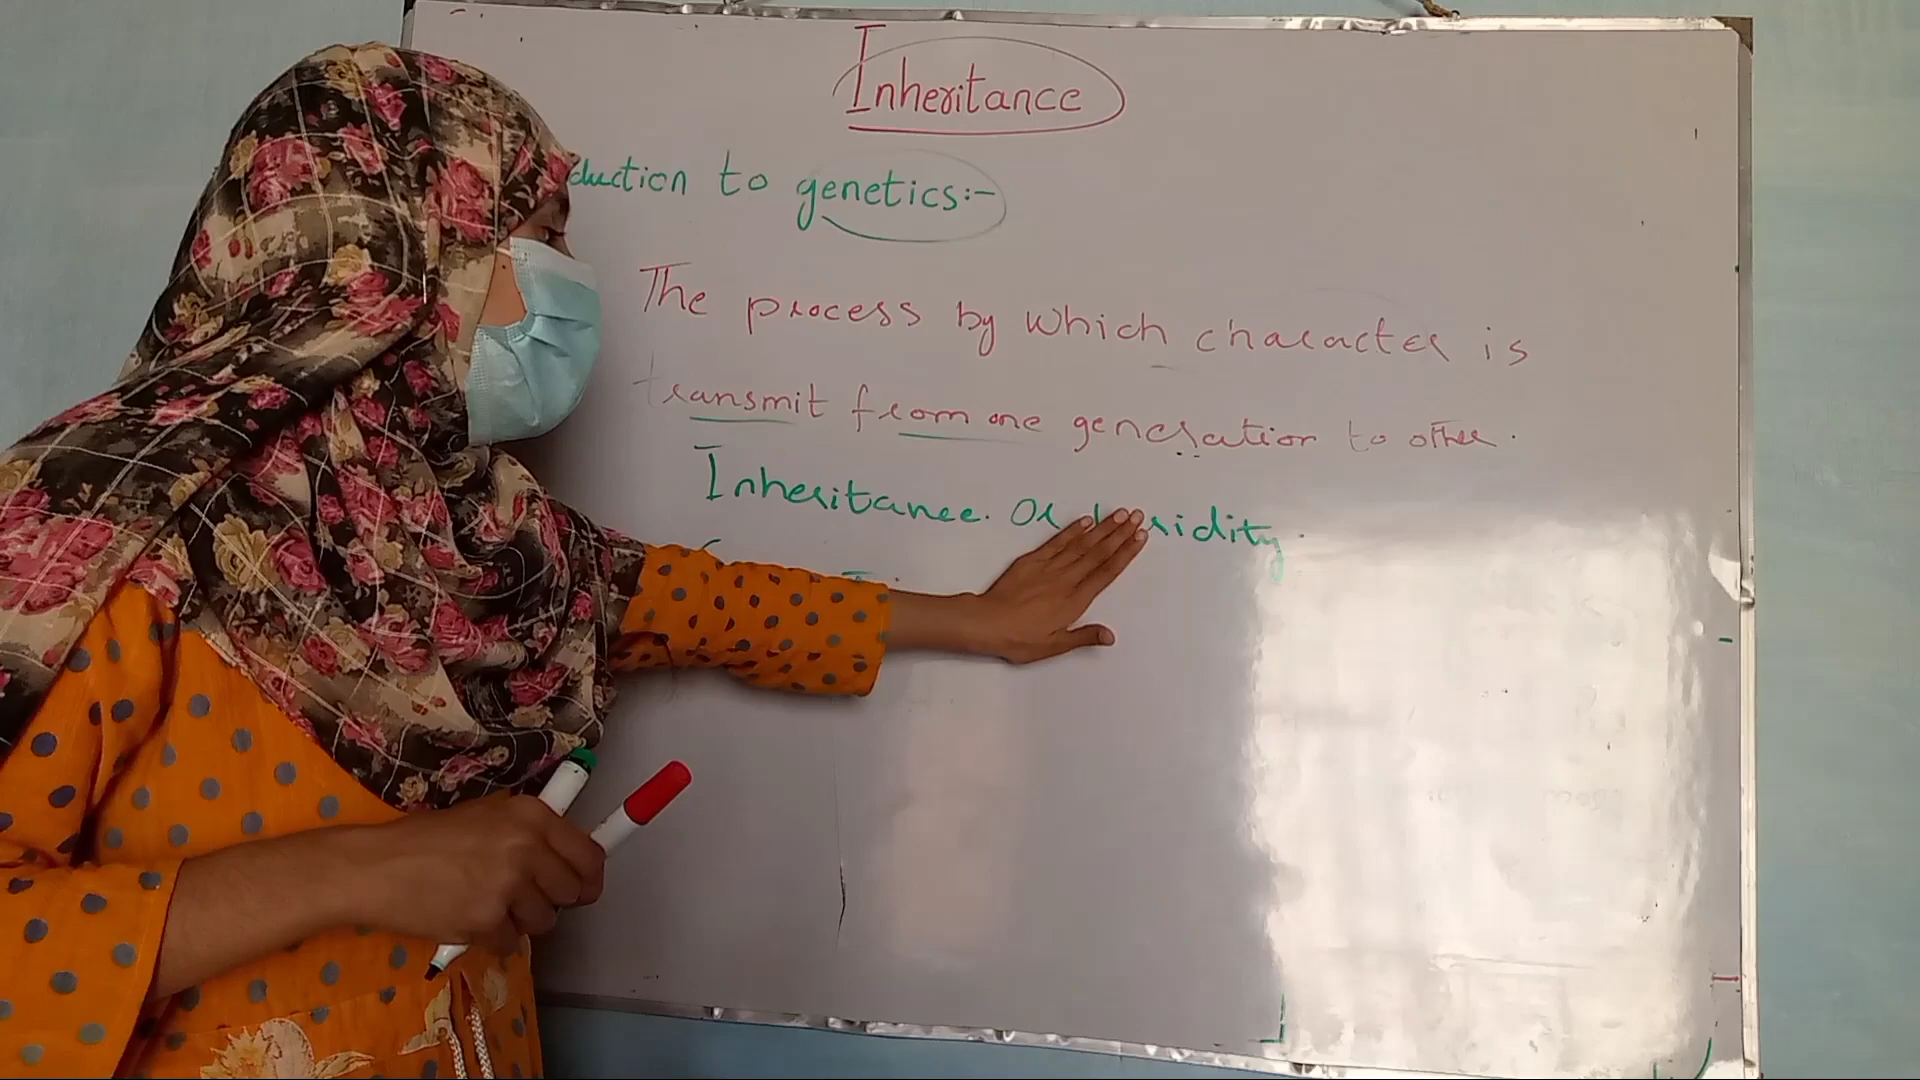 Inheritance
duction to genetics:-
The process by which character is
transmit from one generation to other.
Inheritance. Or